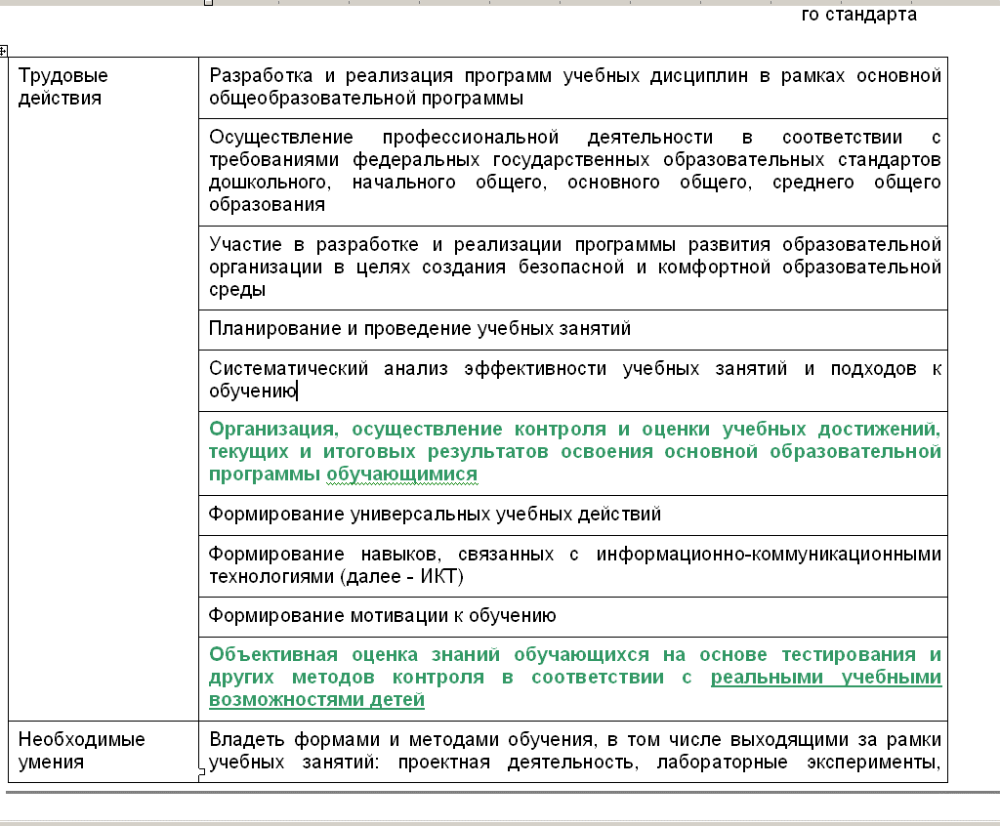 го стандарта
Трудовые
действия
Разработка и реализация программ учебных дисциплин в рамках основной
общеобразовательной программы
Осуществление профессиональной деятельности в соответствии с
требованиями федеральных государственных образовательных стандартов
дошкольного, начального общего, основного общего, среднего общего
образования
Участие в разработке и реализации программы развития образовательной
организации в целях создания безопасной и комфортной образовательной
среды
Планирование и проведение учебных занятий
Систематический анализ эффективности учебных занятий и подходов к
обучению
Организация, осуществление контроля и оценки учебных достижений,
текущих и итоговых результатов освоения основной образовательной
программы обучающимися
Формирование универсальных учебных действий
Формирование навыков, связанных с информационно-коммуникационными
технологиями (далее - ИКТ)
Формирование мотивации к обучению
Объективная оценка знаний обучающихся на основе тестирования и
других методов контроля в соответствии с реальными учебными
возможностями детей
Необходимые
умения
Владеть формами и методами обучения, в том числе выходящими за рамки
учебных занятий: проектная деятельность, лабораторные эксперименты,